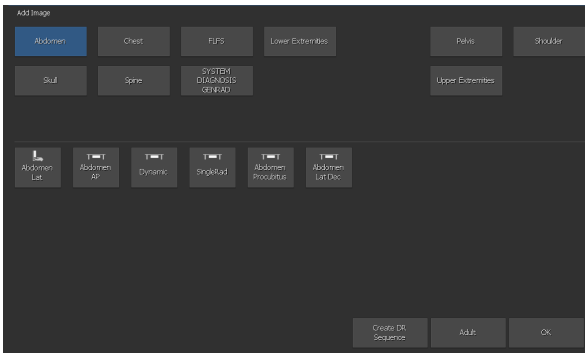 Add Image
Abdomen
Chest
FLFS
Lower Extremities
Pelvis
Shoulder
Skull
Spine
SYSTEM
DIAGNOSIS
GENRAD
Upper Extremities
Abdomen
Lat
Abdomen
AP
Dynamic
SingleRad
Abdomen
Procubitus
Abdomen
Lat Dec
Create DR
Sequence
Adult
OK